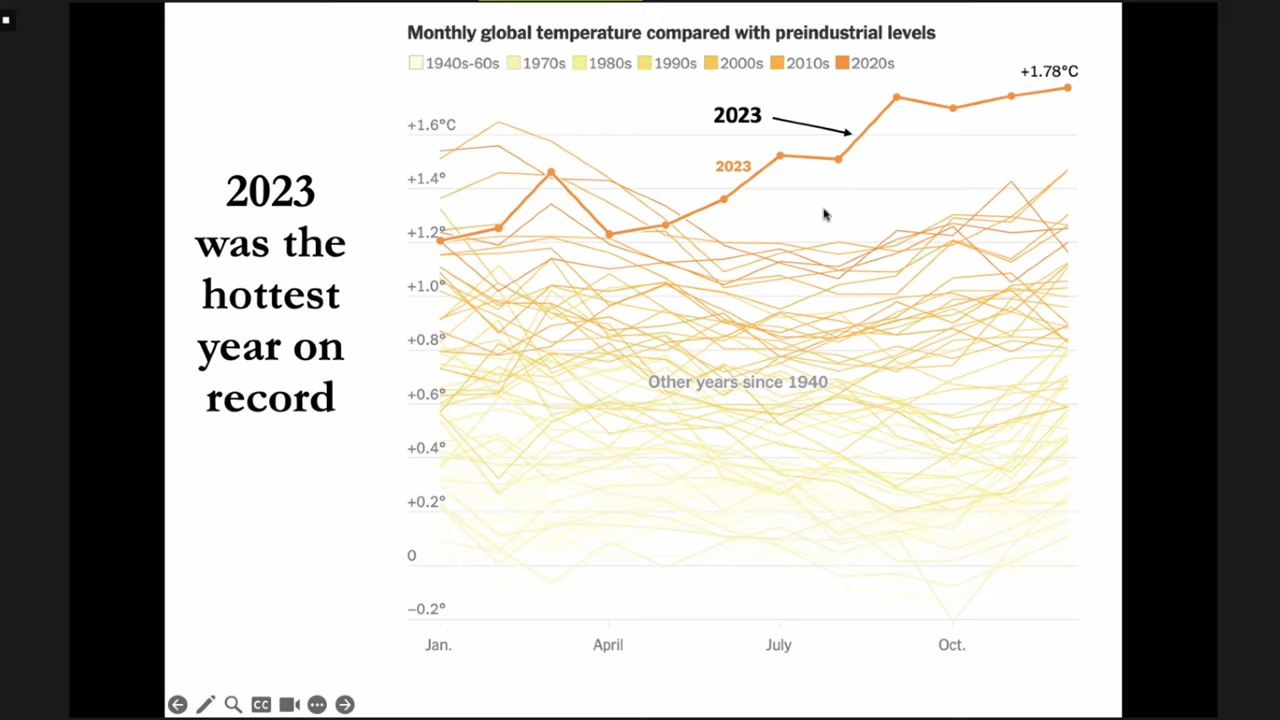 Monthly global temperature compared with preindustrial levels
1940s-60s 1970s 1980s 1990s 2000s 2010s 2020s
+1.78°C
2023
+1.6°C
2023
+1.4°
2023
was the
hottest
year on
record
+1.2°
+1.0°
+0.8°
Other years since 1940
+0.6°
+0.4°
+0.2°
0
−0.2°
Jan. April July Oct.
CC